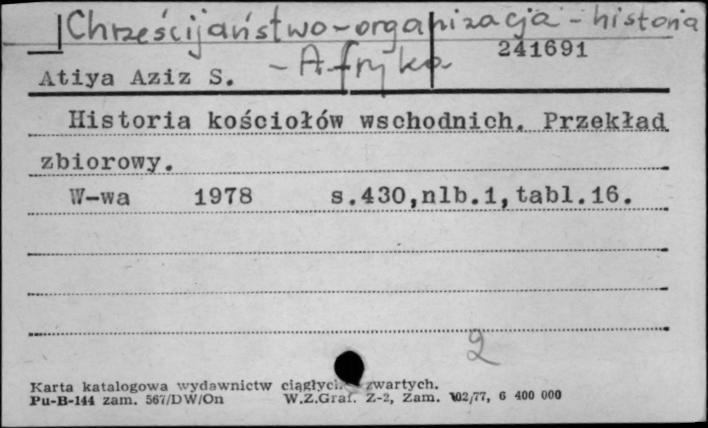 Chrześcijaństwo-organizacja-historia
-Afryka
241691
Atiya Aziz S.
Historia kościołów wschodnich. Przekład
zbiorowy.
W-wa 1978 s.430,nlb.1,tabl.16.
2
Karta katalogowa wydawnictw ciągłych zwartych.
Pu-B-144 zam. 567/DW/On W.Z.Graf. Z-2, Zam. 102/77, 6 400 000